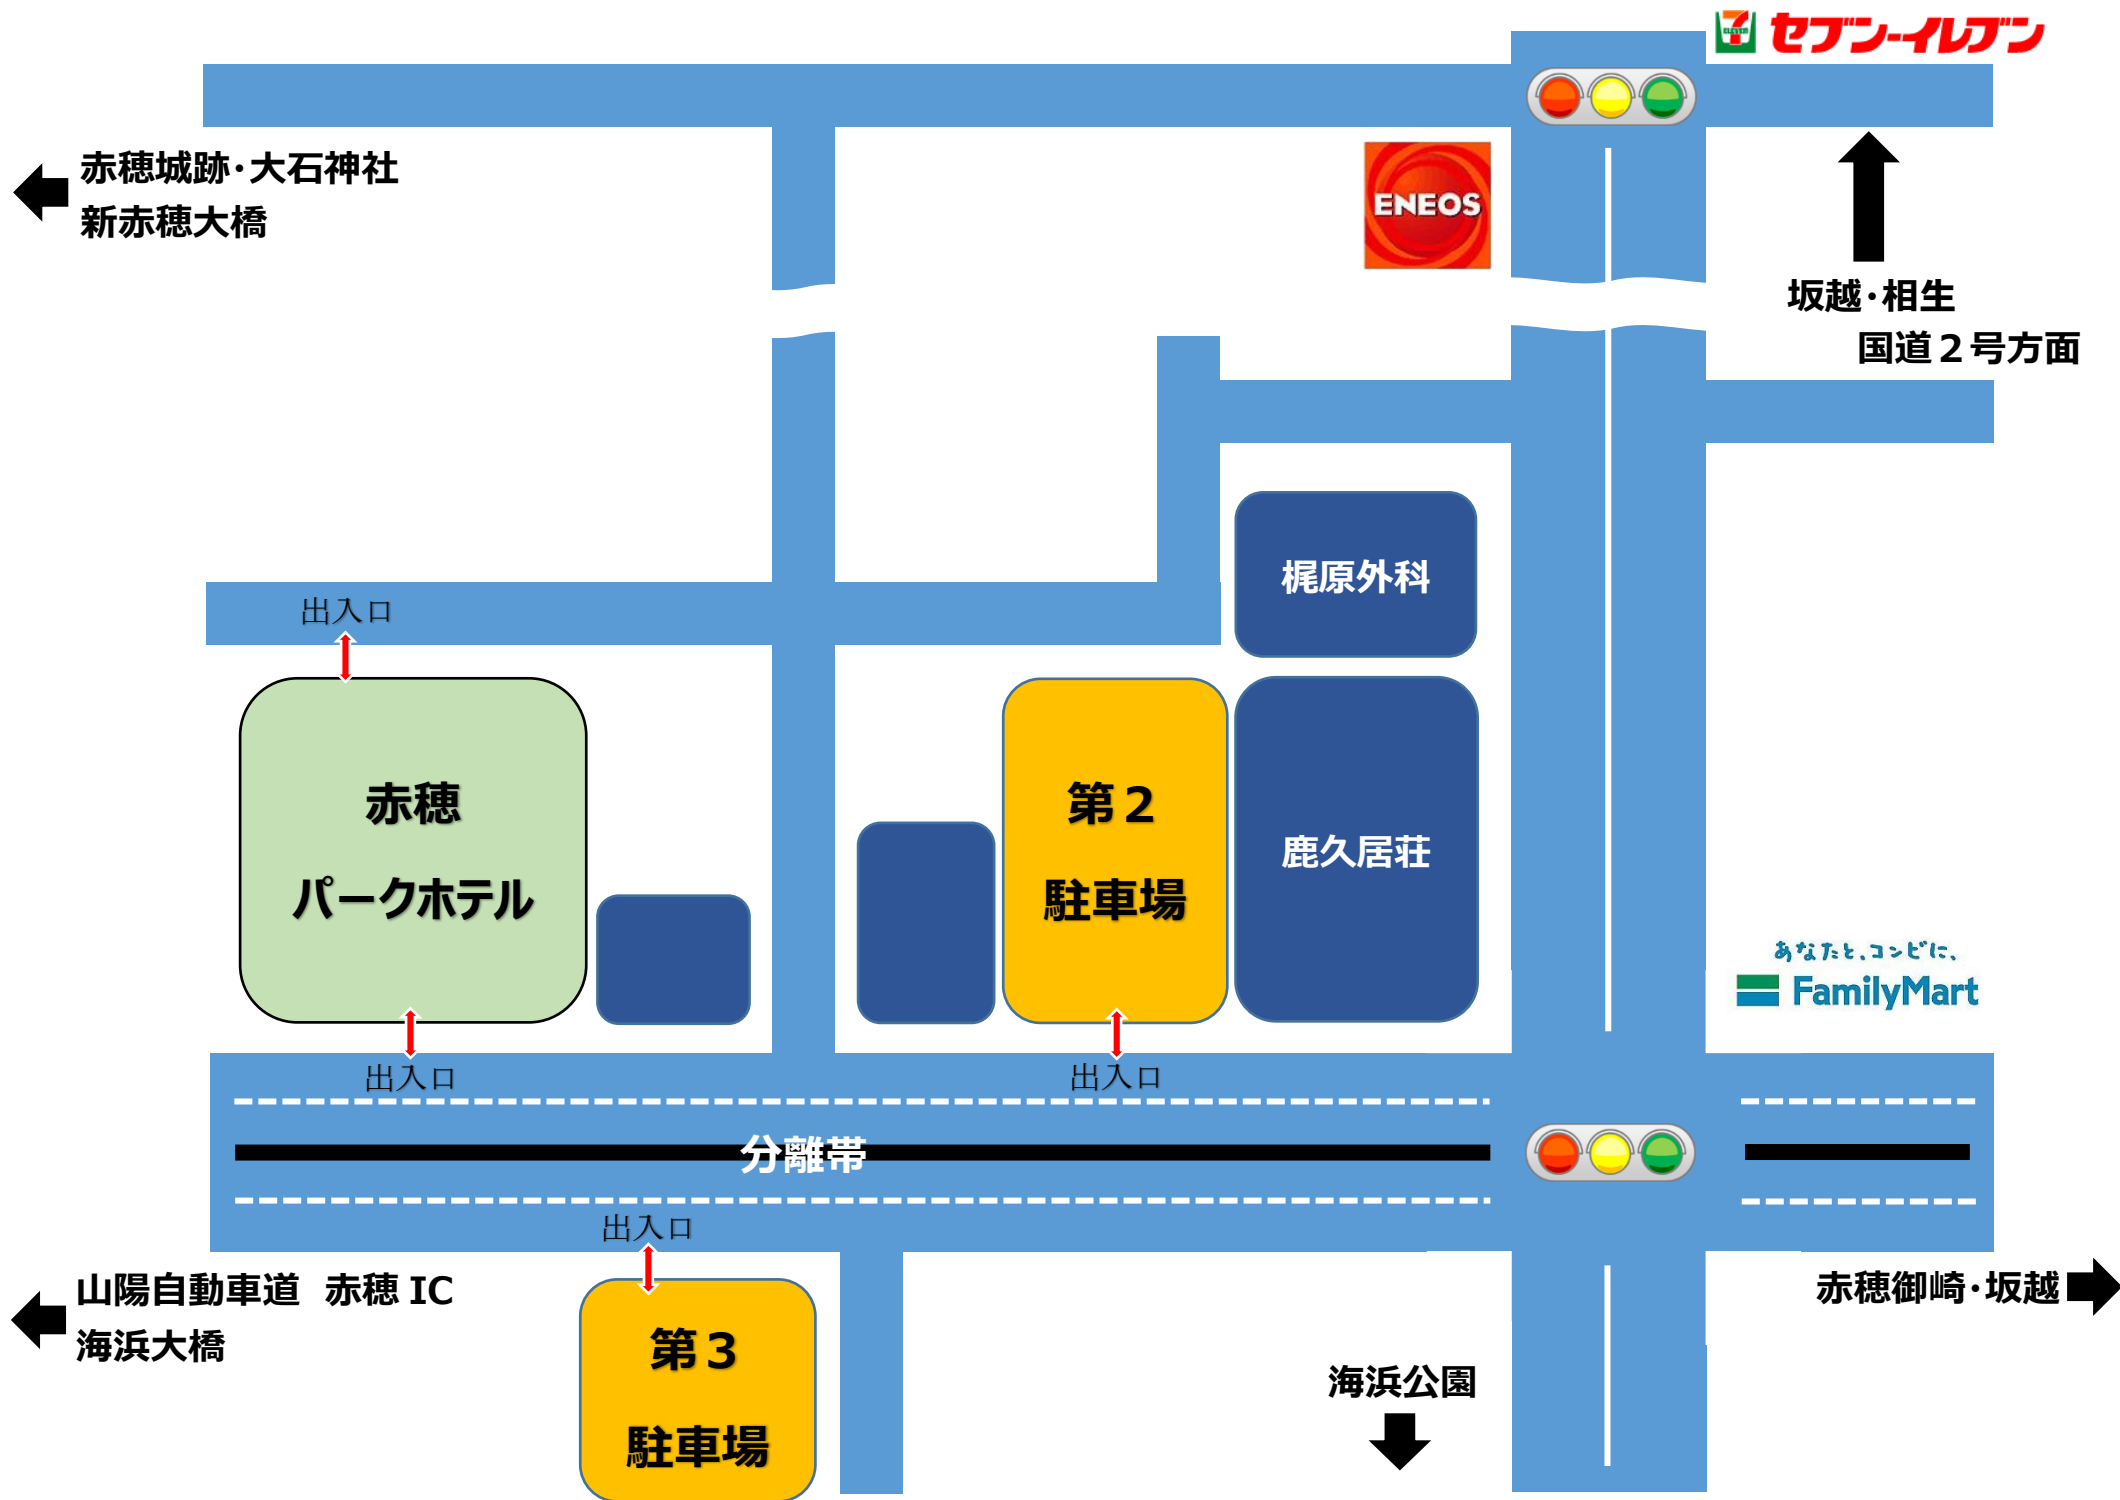 7
ELEVEN
セブン-イレブン
赤穂城跡・大石神社
新赤穂大橋
ENEOS
坂越・相生
国道２号方面
梶原外科
出入口
赤穂
パークホテル
第２
駐車場
鹿久居荘
あなたと、コンビに、
FamilyMart
出入口
出入口
分離帯
出入口
山陽自動車道 赤穂 IC
海浜大橋
赤穂御崎・坂越
第３
駐車場
海浜公園